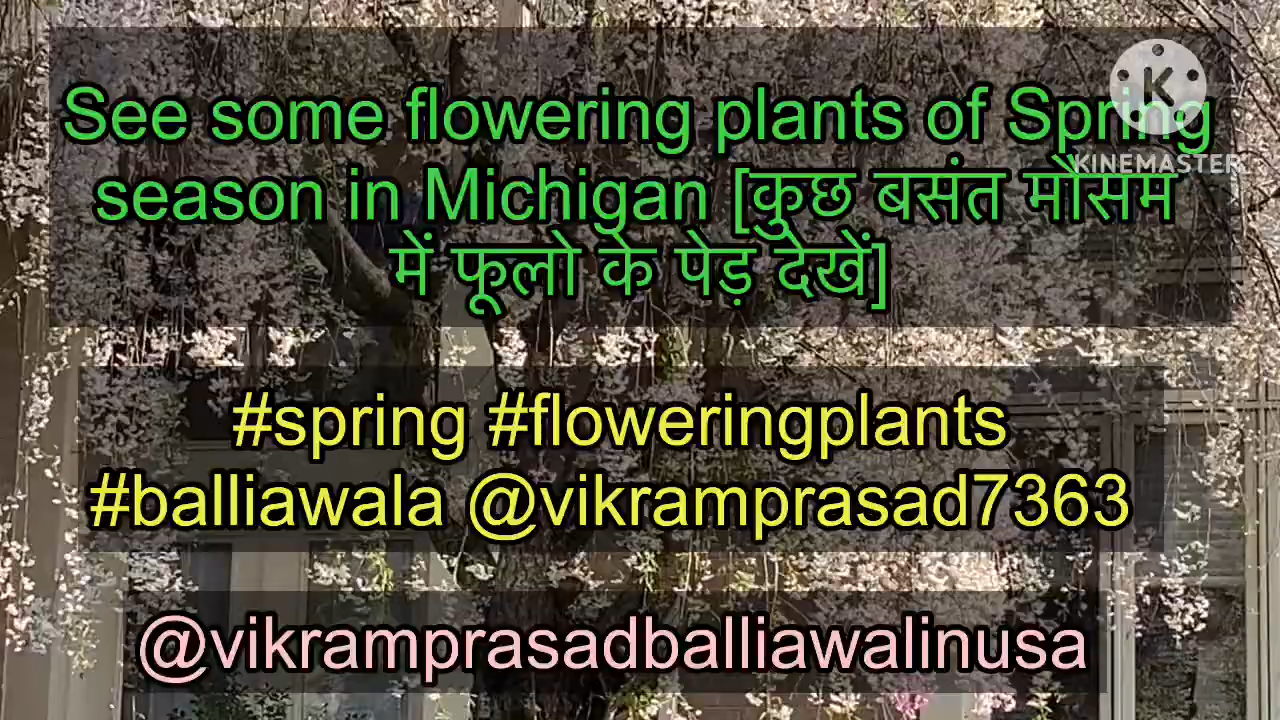 See some flowering plants of Spring
season in Michigan [कुछ बसंत मोसम
में फूलो के पेड़ देखें]
K
KINEMASTER
#spring #floweringplants
#balliawala @vikramprasad7363
@vikramprasadballiawalinusa